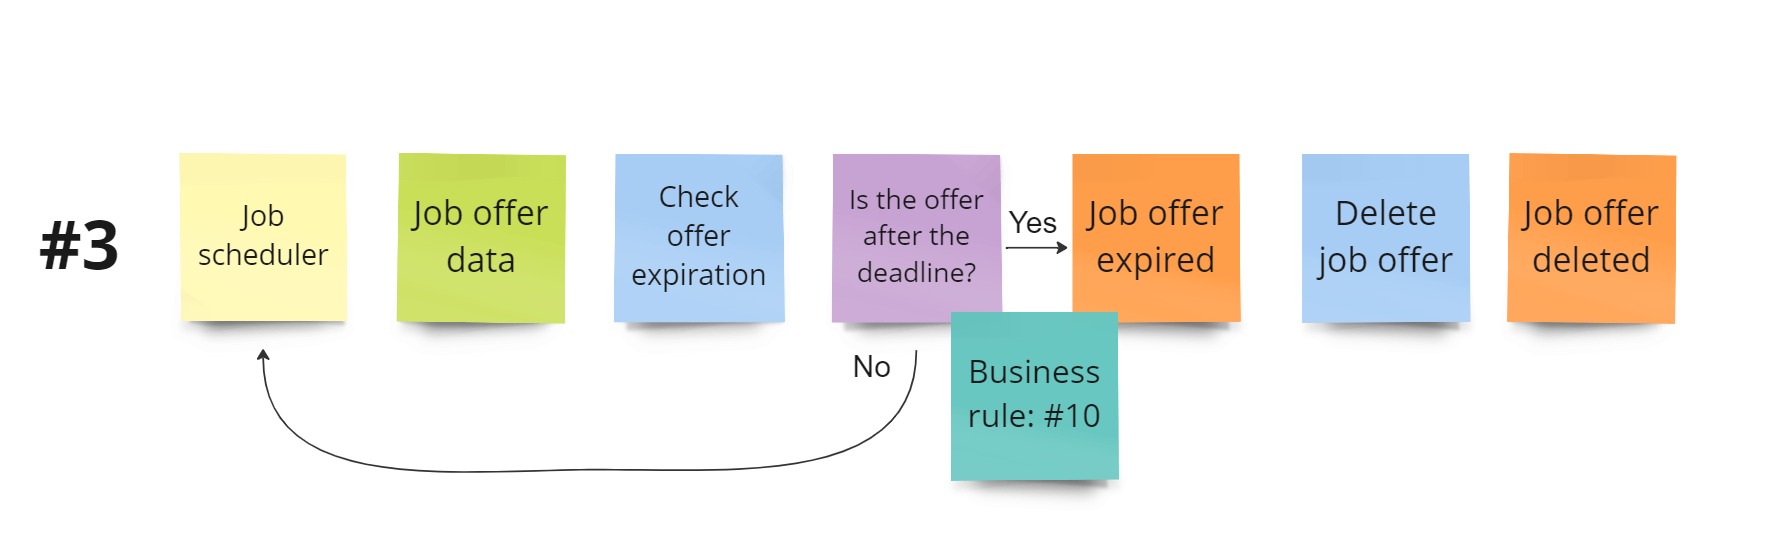 #3
Job
scheduler
Job offer
data
Check
offer
expiration
Is the offer
after the
deadline?
Yes
Job offer
expired
Delete
job offer
Job offer
deleted
No
Business
rule: #10